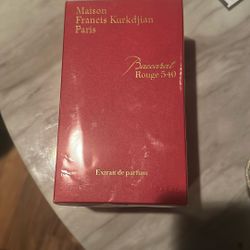 Maison
Francis Kurkdjian
Paris
Baccarat
Rouge 540
Extrait de parfum